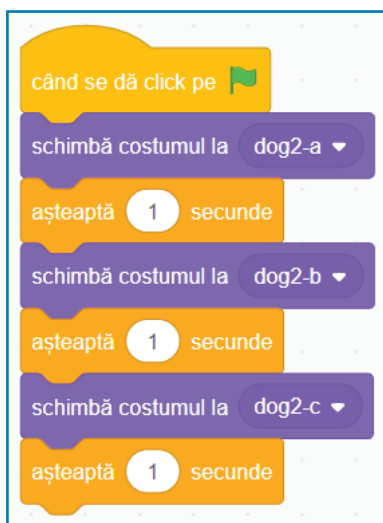 când se dă click pe
schimbă costumul la dog2-a
așteaptă 1 secunde
schimbă costumul la dog2-b
așteaptă 1 secunde
schimbă costumul la dog2-c
așteaptă 1 secunde